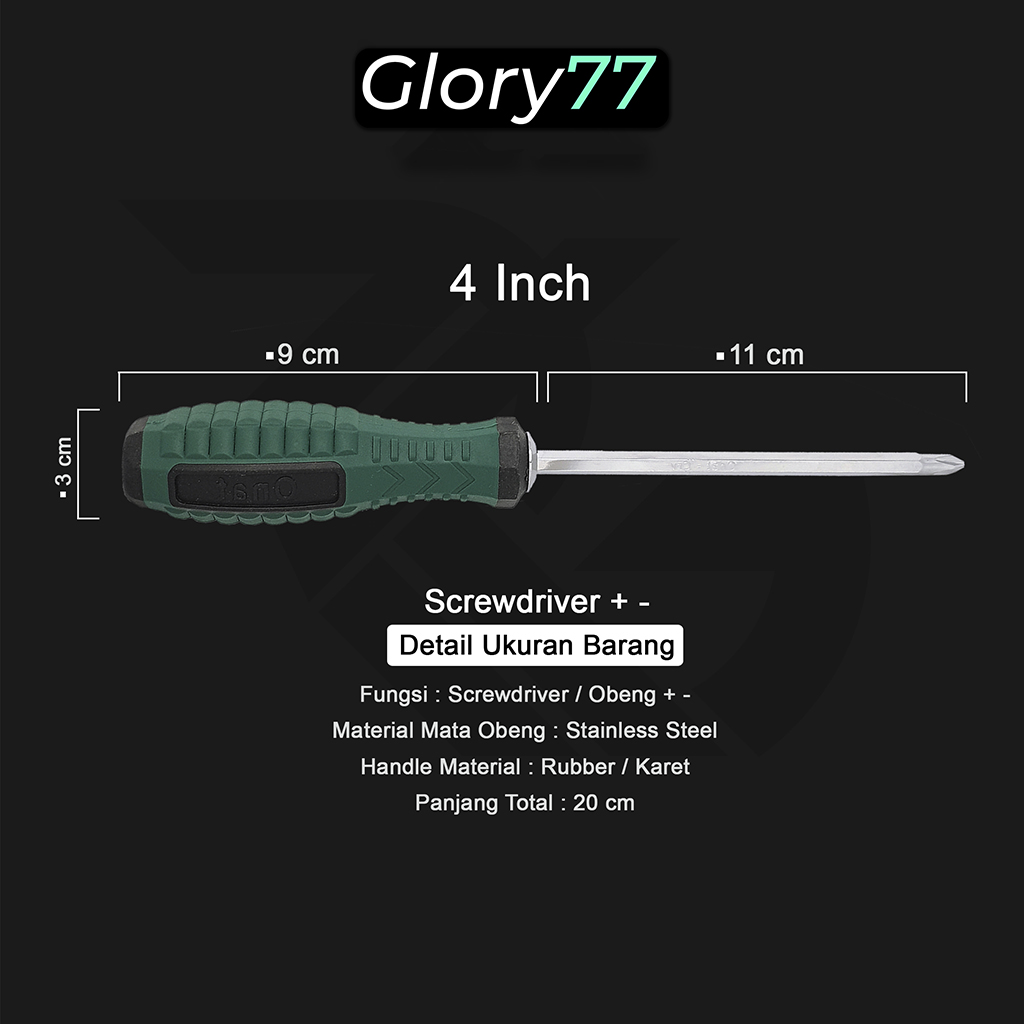 Glory77
4 Inch
▪9 cm
▪11 cm
▪3 cm
Screwdriver + -
Detail Ukuran Barang
Fungsi : Screwdriver / Obeng + -
Material Mata Obeng : Stainless Steel
Handle Material : Rubber / Karet
Panjang Total : 20 cm